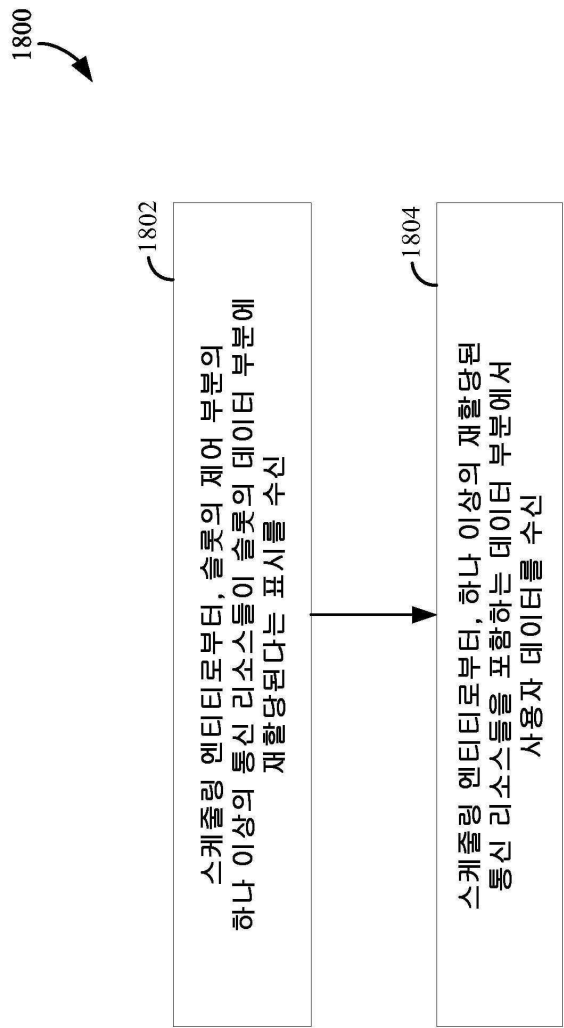 1800
1802
스케줄링 엔티티로부터, 슬롯의 제어 부분의
하나 이상의 통신 리소스들이 슬롯의 데이터 부분에
재할당된다는 표시를 수신
1804
스케줄링 엔티티로부터, 하나 이상의 재할당된
통신 리소스들을 포함하는 데이터 부분에서
사용자 데이터를 수신